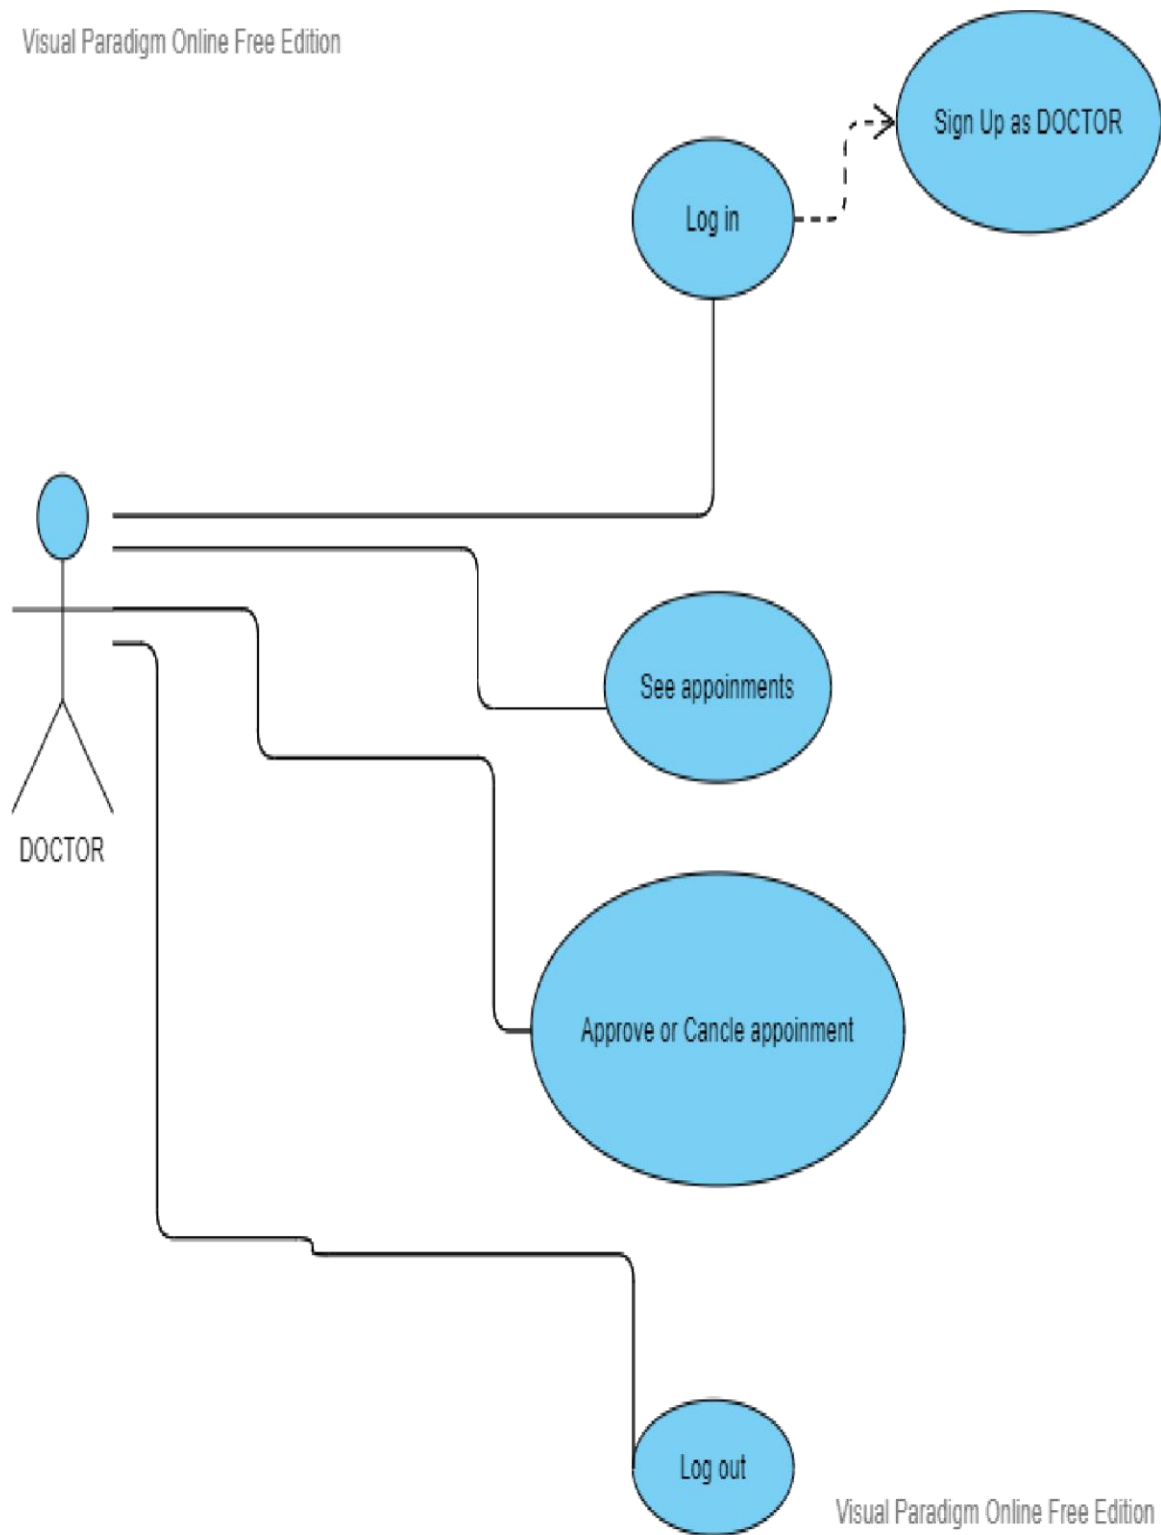 Visual Paradigm Online Free Edition
Sign Up as DOCTOR
Log in
See appoinments
DOCTOR
Approve or Cancle appoinment
Log out
Visual Paradigm Online Free Edition